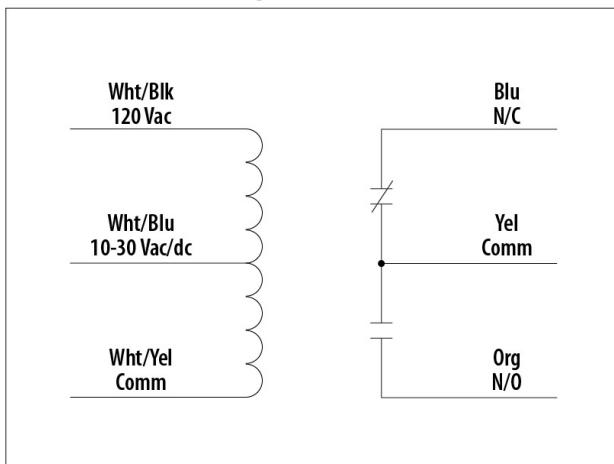 Wht/Blk
120 Vac
Wht/Blu
10-30 Vac/dc
Wht/Yel
Comm
Blu
N/C
Yel
Comm
Org
N/O